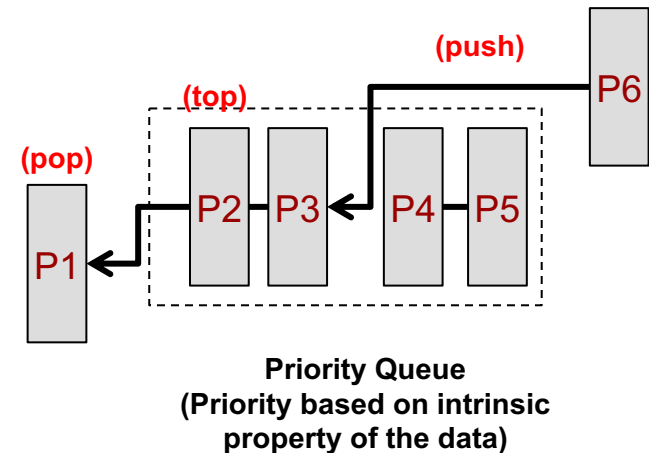 (push)
P6
(top)
(pop)
P2
P3
P4
P5
P1
Priority Queue
(Priority based on intrinsic
property of the data)